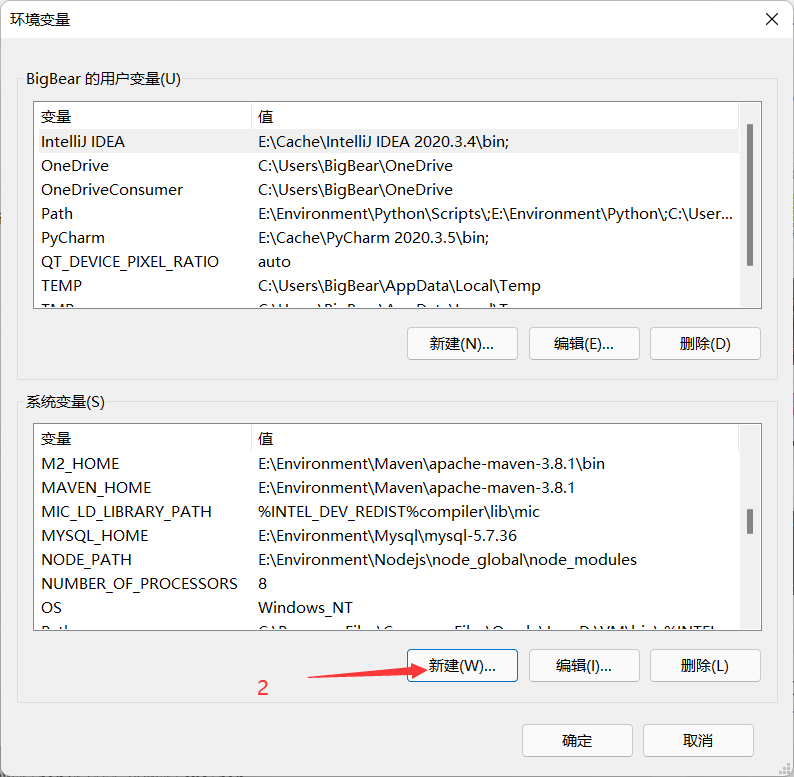 环境变量
BigBear 的用户变量(U)
变量 值
IntelliJ IDEA E:\Cache\IntelliJ IDEA 2020.3.4\bin;
OneDrive C:\Users\BigBear\OneDrive
OneDriveConsumer C:\Users\BigBear\OneDrive
Path E:\Environment\Python\Scripts\;E:\Environment\Python\;C:\User...
PyCharm E:\Cache\PyCharm 2020.3.5\bin;
QT_DEVICE_PIXEL_RATIO auto
TEMP C:\Users\BigBear\AppData\Local\Temp
新建(N)... 编辑(E)... 删除(D)
系统变量(S)
变量 值
M2_HOME E:\Environment\Maven\apache-maven-3.8.1\bin
MAVEN_HOME E:\Environment\Maven\apache-maven-3.8.1
MIC_LD_LIBRARY_PATH %INTEL_DEV_REDIST%compiler\lib\mic
MYSQL_HOME E:\Environment\Mysql\mysql-5.7.36
NODE_PATH E:\Environment\Nodejs\node_global\node_modules
NUMBER_OF_PROCESSORS 8
OS Windows_NT
新建(W)... 编辑(I)... 删除(L)
2
确定 取消